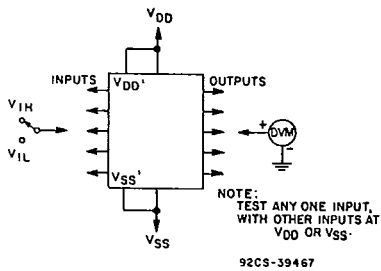 VDD
INPUTS
OUTPUTS
VDD'
VIH
VIL
+
DVM
-
VSS'
VSS
NOTE:
TEST ANY ONE INPUT,
WITH OTHER INPUTS AT
VDD OR VSS.
92CS-39467